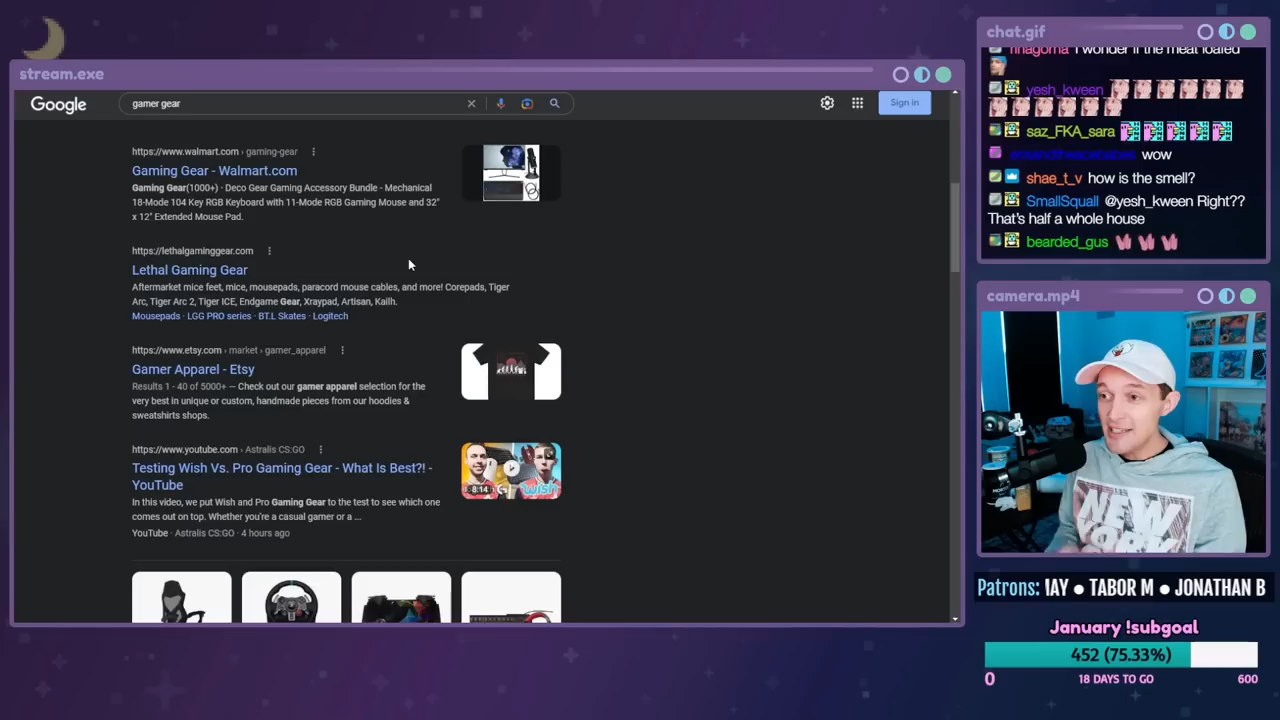 stream.exe
Google
gamer gear
Sign in
https://www.walmart.com › gaming-gear
Gaming Gear - Walmart.com
Gaming Gear(1000+) · Deco Gear Gaming Accessory Bundle - Mechanical
18-Mode 104 Key RGB Keyboard with 11-Mode RGB Gaming Mouse and 32"
x 12" Extended Mouse Pad.
https://lethalgaminggear.com
Lethal Gaming Gear
Aftermarket mice feet, mice, mousepads, paracord mouse cables, and more! Corepads, Tiger
Arc, Tiger Arc 2, Tiger ICE, Endgame Gear, Xraypad, Artisan, Kailh.
Mousepads · LGG PRO series · BT.L Skates · Logitech
https://www.etsy.com › market › gamer_apparel
Gamer Apparel - Etsy
Results 1 - 40 of 5000+ — Check out our gamer apparel selection for the
very best in unique or custom, handmade pieces from our hoodies &
sweatshirts shops.
https://www.youtube.com › Astralis CS:GO
Testing Wish Vs. Pro Gaming Gear - What Is Best?! -
YouTube
8:14
wish
In this video, we put Wish and Pro Gaming Gear to the test to see which one
comes out on top. Whether you're a casual gamer or a ...
YouTube · Astralis CS:GO · 4 hours ago
chat.gif
I wonder if the meat loafed
yesh_kween
saz_FKA_sara
wow
shae_t_v how is the smell?
SmallSquall @yesh_kween Right??
That's half a whole house
bearded_gus
camera.mp4
NEW
YORK
Patrons: IAY ● TABOR M ● JONATHAN B
January !subgoal
452 (75.33%)
0 18 DAYS TO GO 600